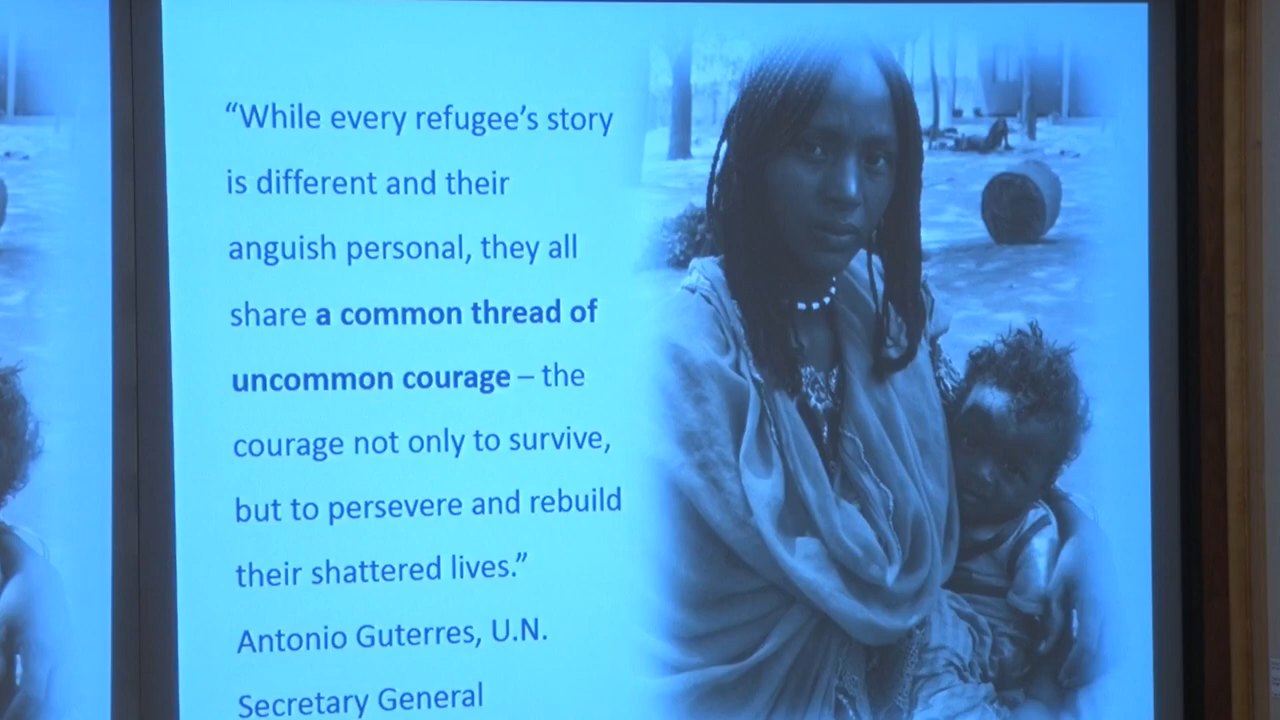 “While every refugee’s story
is different and their
anguish personal, they all
share a common thread of
uncommon courage – the
courage not only to survive,
but to persevere and rebuild
their shattered lives.”
Antonio Guterres, U.N.
Secretary General